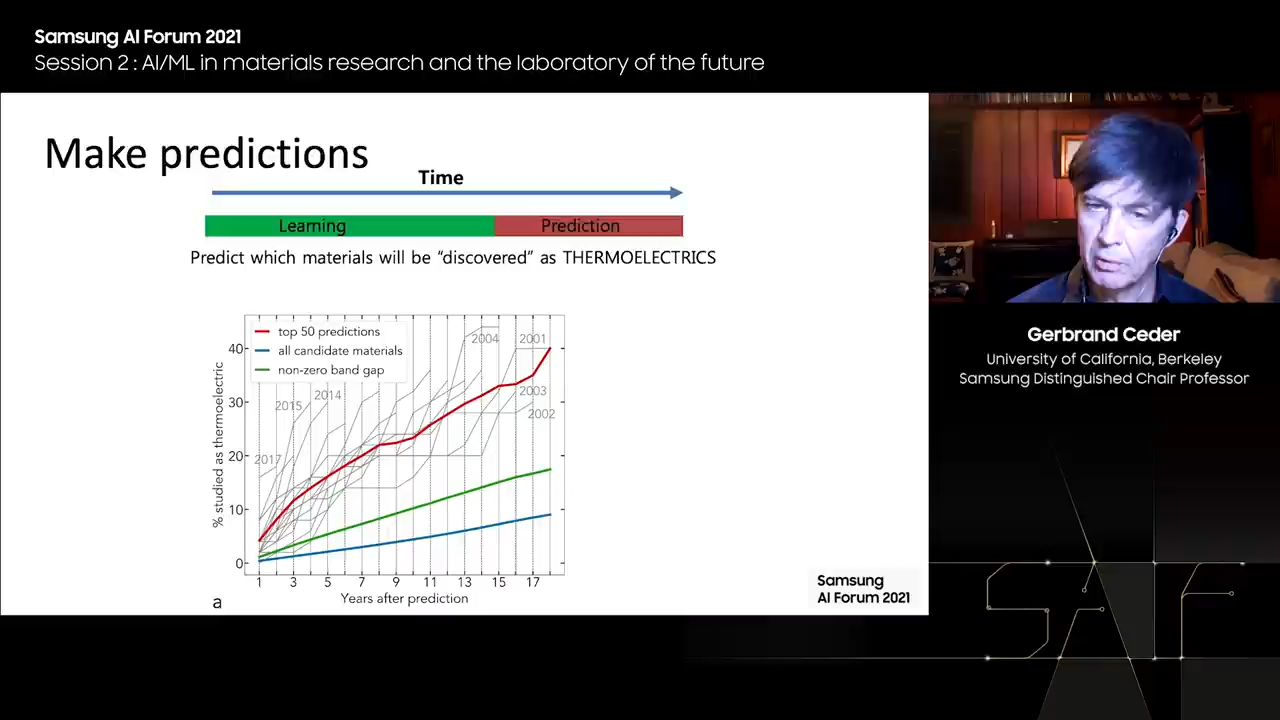 Samsung AI Forum 2021
Session 2 : AI/ML in materials research and the laboratory of the future
Make predictions
Time
Learning
Prediction
Predict which materials will be “discovered” as THERMOELECTRICS
top 50 predictions
all candidate materials
non-zero band gap
2004
2001
2003
2002
2015
2014
2017
% studied as thermoelectric
40
30
20
10
0
1 3 5 7 9 11 13 15 17
Years after prediction
a
Samsung
AI Forum 2021
Gerbrand Ceder
University of California, Berkeley
Samsung Distinguished Chair Professor
SAIF